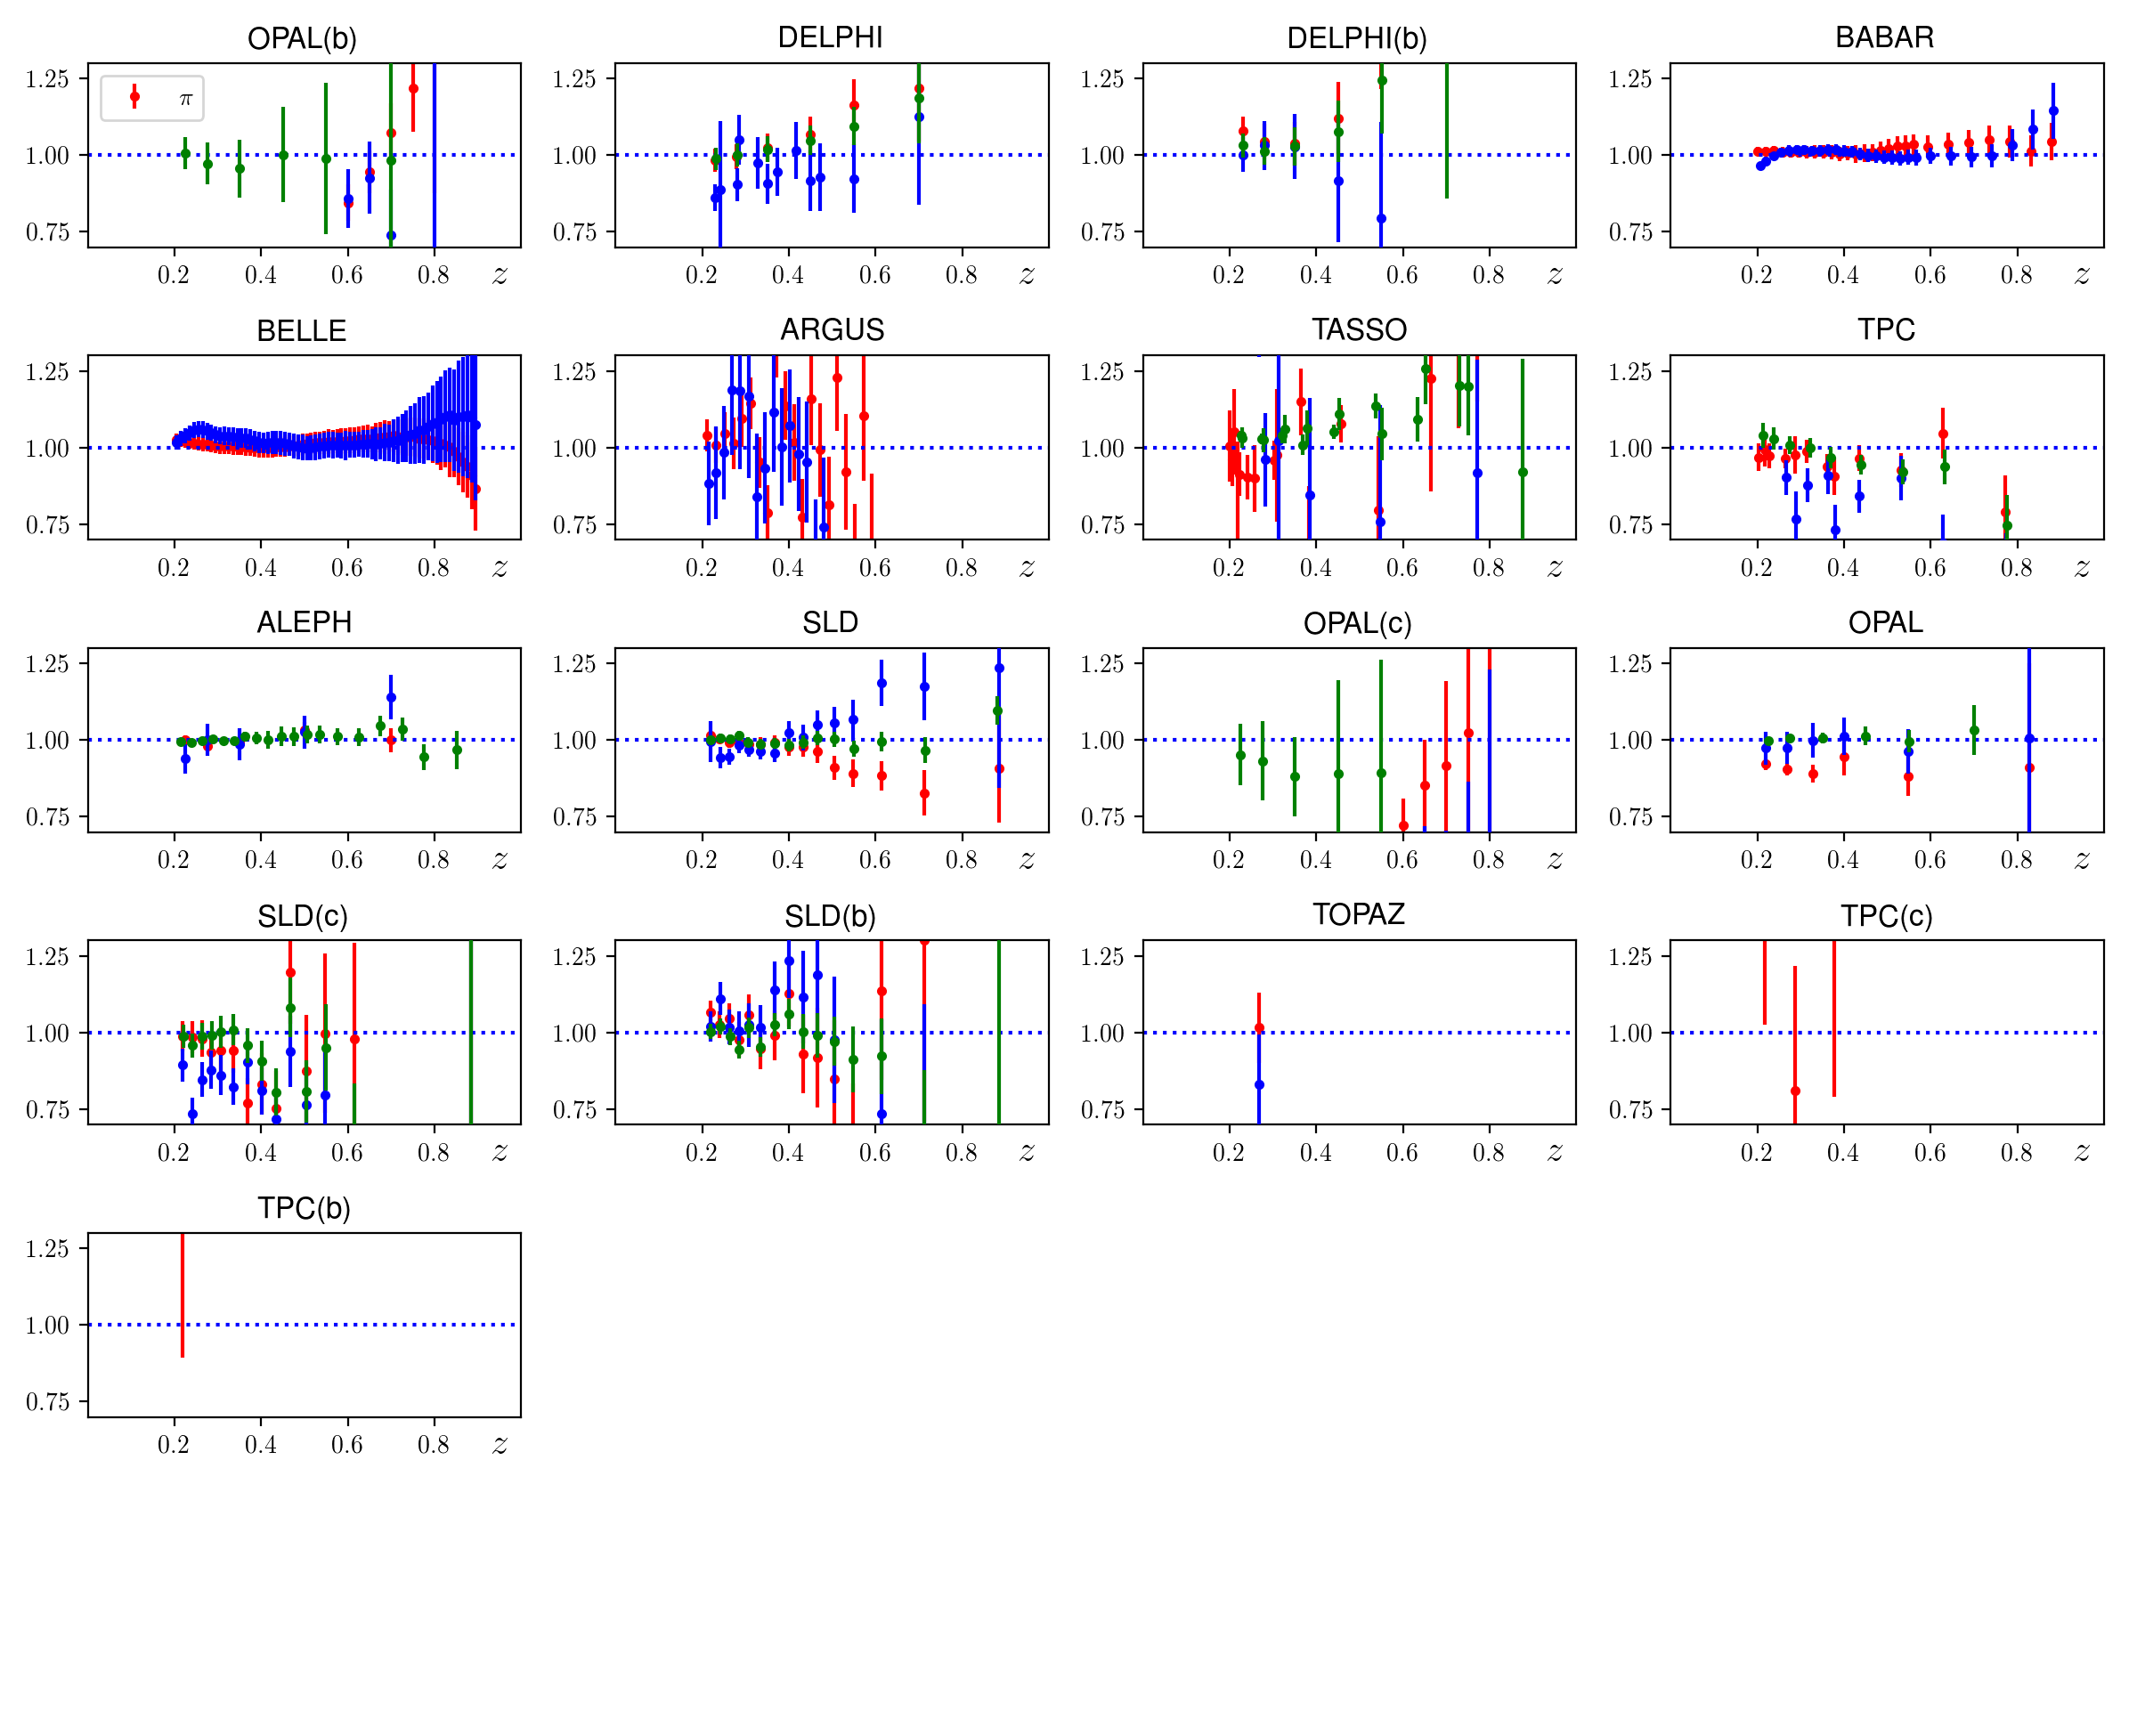 OPAL(b) DELPHI DELPHI(b) BABAR
1.25 1.25 1.25 1.25
π
1.00 1.00 1.00 1.00
0.75 0.75 0.75 0.75
0.2 0.4 0.6 0.8 z 0.2 0.4 0.6 0.8 z 0.2 0.4 0.6 0.8 z 0.2 0.4 0.6 0.8 z
BELLE ARGUS TASSO TPC
1.25 1.25 1.25 1.25
1.00 1.00 1.00 1.00
0.75 0.75 0.75 0.75
0.2 0.4 0.6 0.8 z 0.2 0.4 0.6 0.8 z 0.2 0.4 0.6 0.8 z 0.2 0.4 0.6 0.8 z
ALEPH SLD OPAL(c) OPAL
1.25 1.25 1.25 1.25
1.00 1.00 1.00 1.00
0.75 0.75 0.75 0.75
0.2 0.4 0.6 0.8 z 0.2 0.4 0.6 0.8 z 0.2 0.4 0.6 0.8 z 0.2 0.4 0.6 0.8 z
SLD(c) SLD(b) TOPAZ TPC(c)
1.25 1.25 1.25 1.25
1.00 1.00 1.00 1.00
0.75 0.75 0.75 0.75
0.2 0.4 0.6 0.8 z 0.2 0.4 0.6 0.8 z 0.2 0.4 0.6 0.8 z 0.2 0.4 0.6 0.8 z
TPC(b)
1.25
1.00
0.75
0.2 0.4 0.6 0.8 z